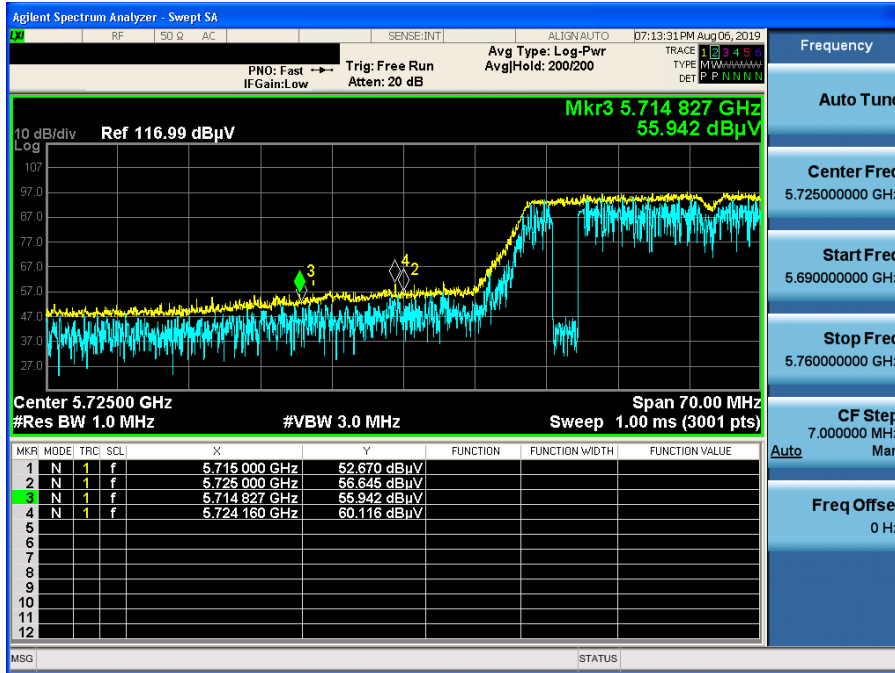 Agilent Spectrum Analyzer - Swept SA
LXI RF 50 Ω AC SENSE:INT ALIGN AUTO 07:13:31 PM Aug 06, 2019
PNO: Fast
IFGain:Low
Trig: Free Run
Atten: 20 dB
Avg Type: Log-Pwr
Avg|Hold: 200/200
TRACE 1 2 3 4 5 6
TYPE MWWWWW
DET P P N N N N
Mkr3 5.714 827 GHz
55.942 dBµV
10 dB/div Ref 116.99 dBµV
Log
107
97.0
87.0
77.0
67.0
57.0
47.0
37.0
27.0
3
4
2
Center 5.72500 GHz Span 70.00 MHz
#Res BW 1.0 MHz #VBW 3.0 MHz Sweep 1.00 ms (3001 pts)
MKR MODE TRC SCL X Y FUNCTION FUNCTION WIDTH FUNCTION VALUE
1 N 1 f 5.715 000 GHz 52.670 dBµV
2 N 1 f 5.725 000 GHz 56.645 dBµV
3 N 1 f 5.714 827 GHz 55.942 dBµV
4 N 1 f 5.724 160 GHz 60.116 dBµV
5
6
7
8
9
10
11
12
MSG STATUS
Frequency
Auto Tune
Center Freq
5.725000000 GHz
Start Freq
5.690000000 GHz
Stop Freq
5.760000000 GHz
CF Step
7.000000 MHz
Auto Man
Freq Offse
0 Hz